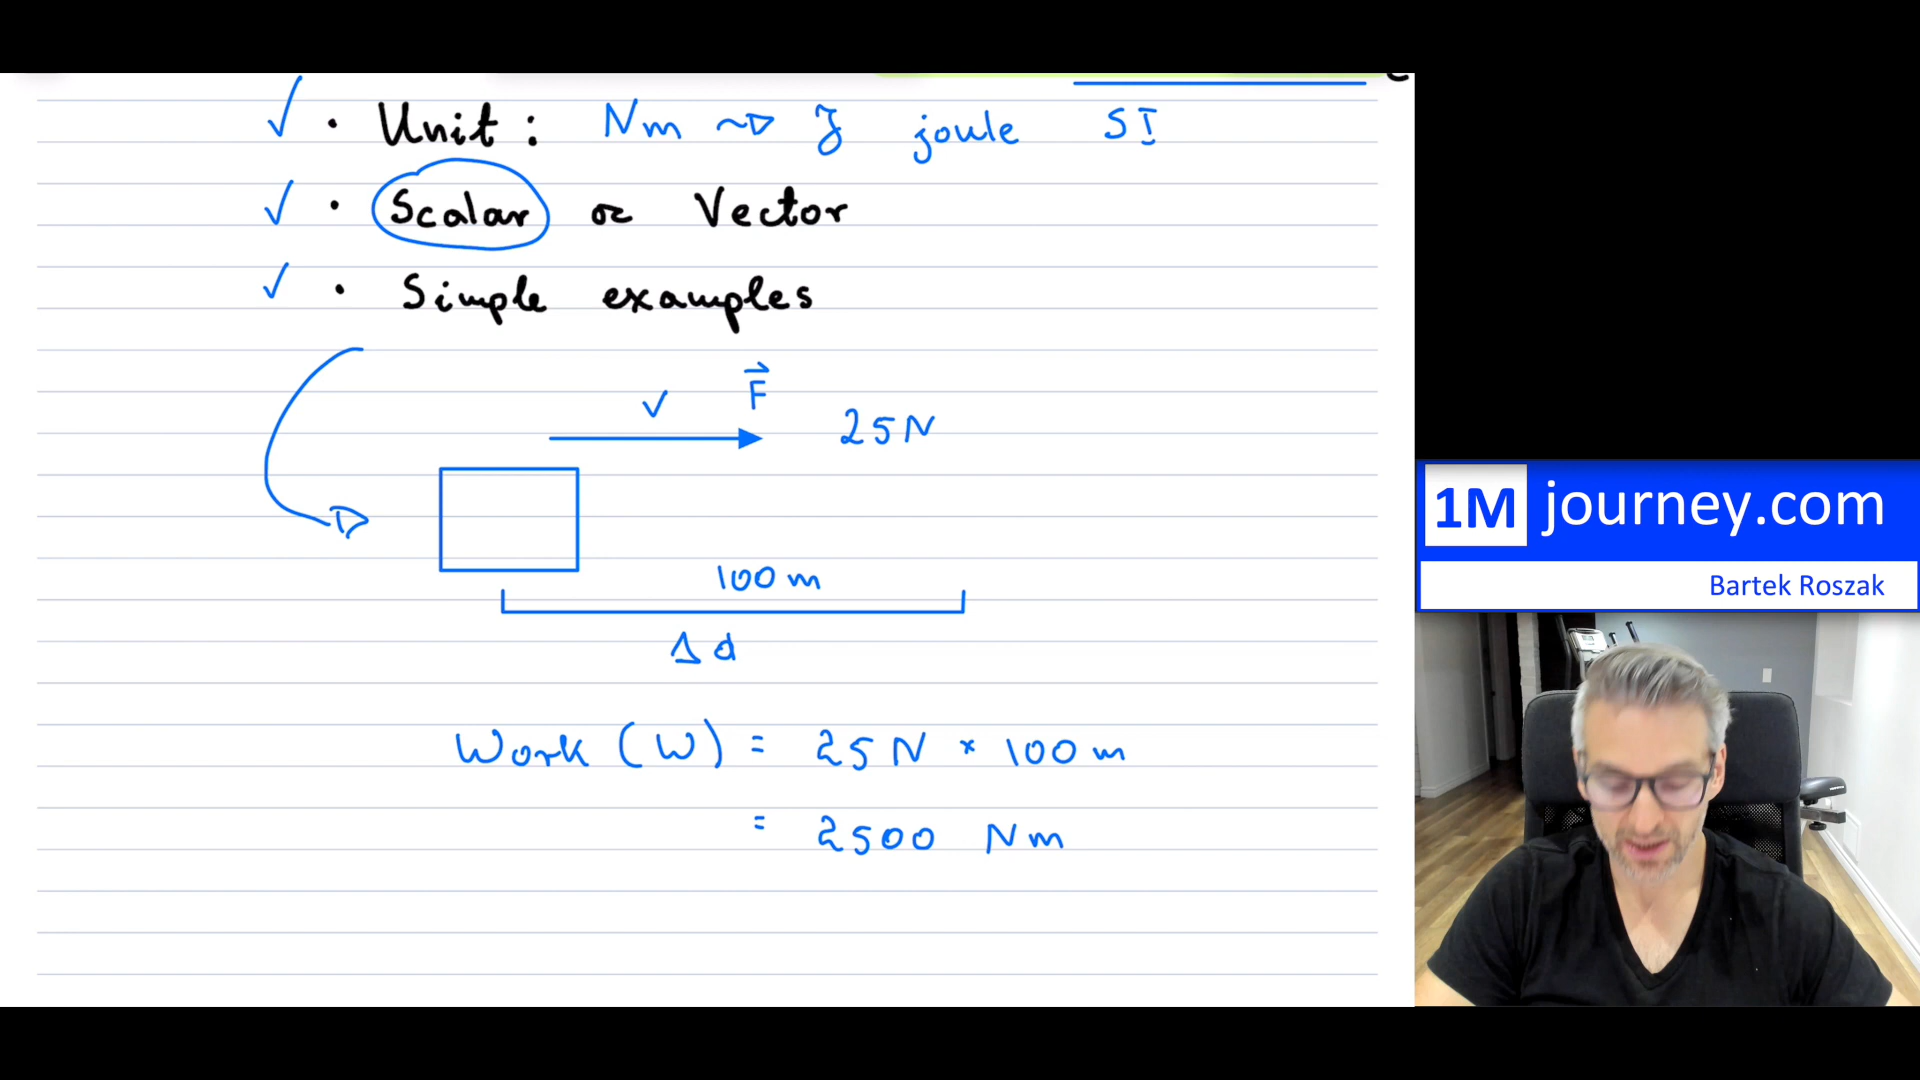 ✓ • Unit: Nm ~▷ J joule SI
✓ • Scalar or Vector
✓ • Simple examples
✓ F
25N
100 m
Δd
Work (W) = 25 N * 100 m
= 2500 Nm
1M journey.com
Bartek Roszak